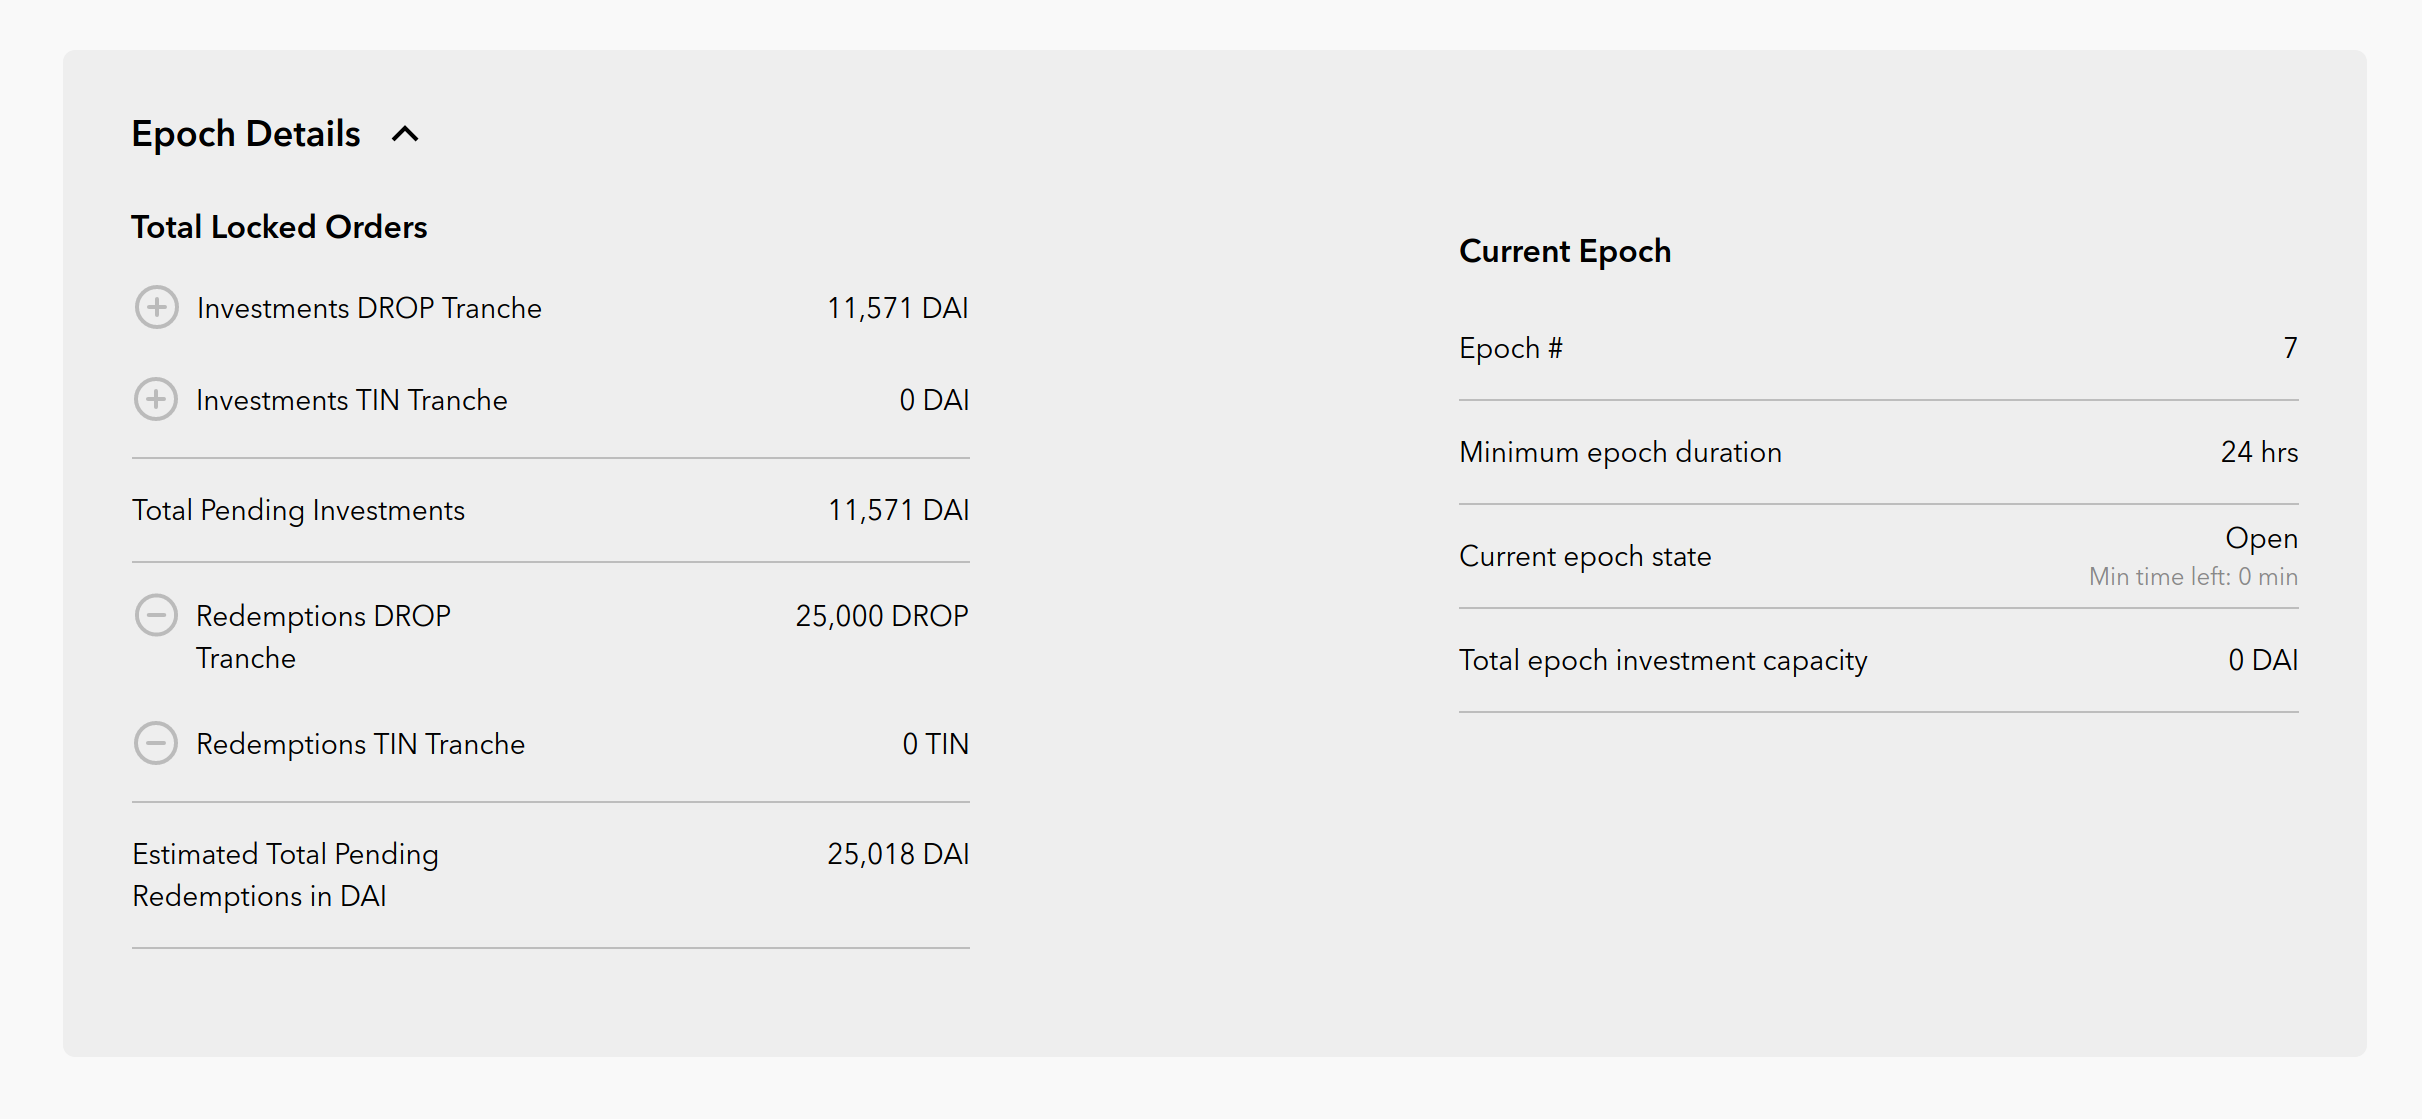 Epoch Details
Total Locked Orders
Investments DROP Tranche 11,571 DAI
Investments TIN Tranche 0 DAI
Total Pending Investments 11,571 DAI
Redemptions DROP 25,000 DROP
Tranche
Redemptions TIN Tranche 0 TIN
Estimated Total Pending 25,018 DAI
Redemptions in DAI
Current Epoch
Epoch # 7
Minimum epoch duration 24 hrs
Current epoch state Open
Min time left: 0 min
Total epoch investment capacity 0 DAI